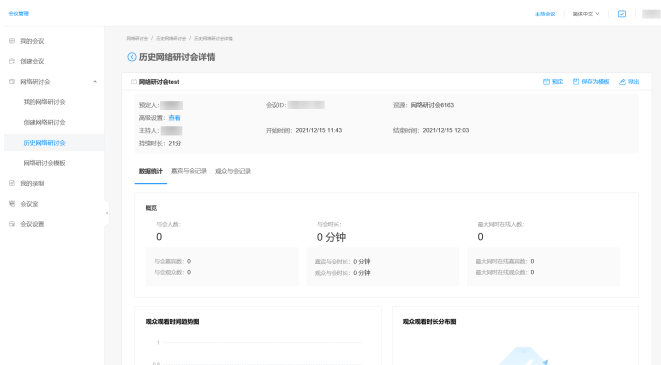 会议管理
主持会议 简体中文
我的会议
创建会议
网络研讨会
我的网络研讨会
创建网络研讨会
历史网络研讨会
网络研讨会模板
我的录制
会议室
会议设置
网络研讨会 / 历史网络研讨会 / 历史网络研讨会详情
历史网络研讨会详情
网络研讨会test 预定 保存为模板 导出
预定人: 会议ID: 资源: 网络研讨会6163
高级设置: 查看
主持人: 开始时间: 2021/12/15 11:43 结束时间: 2021/12/15 12:03
持续时长: 21分
数据统计 嘉宾与会记录 观众与会记录
概览
与会人数: 与会时长: 最大同时在线人数:
0 0 分钟 0
与会嘉宾数: 0 嘉宾与会时长: 0 分钟 最大同时在线嘉宾数: 0
与会观众数: 0 观众与会时长: 0 分钟 最大同时在线观众数: 0
观众观看时间趋势图 观众观看时长分布图
1
0.5